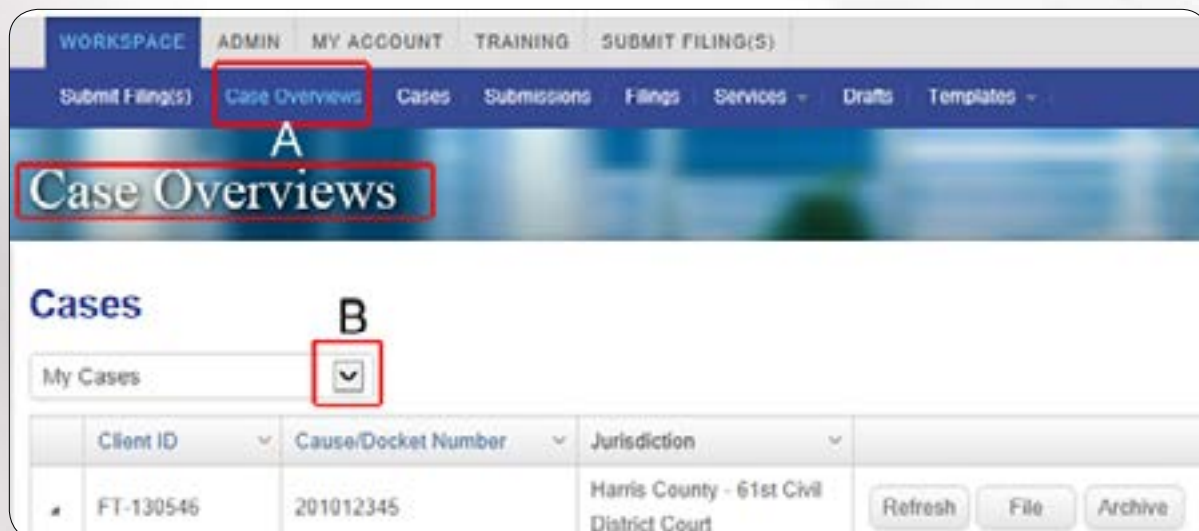 WORKSPACE ADMIN MY ACCOUNT TRAINING SUBMIT FILING(S)
Submit Filing(s) Case Overviews Cases Submissions Filings Services Drafts Templates
A
Case Overviews
Cases
B
My Cases
Client ID Cause/Docket Number Jurisdiction
FT-130546 201012345 Harris County - 61st Civil
District Court Refresh File Archive